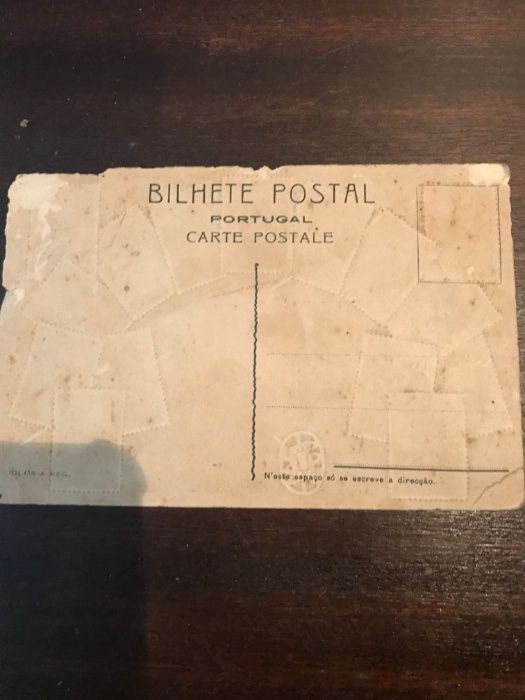 BILHETE POSTAL
PORTUGAL
CARTE POSTALE
N'este espaço só se escreve a direcção.